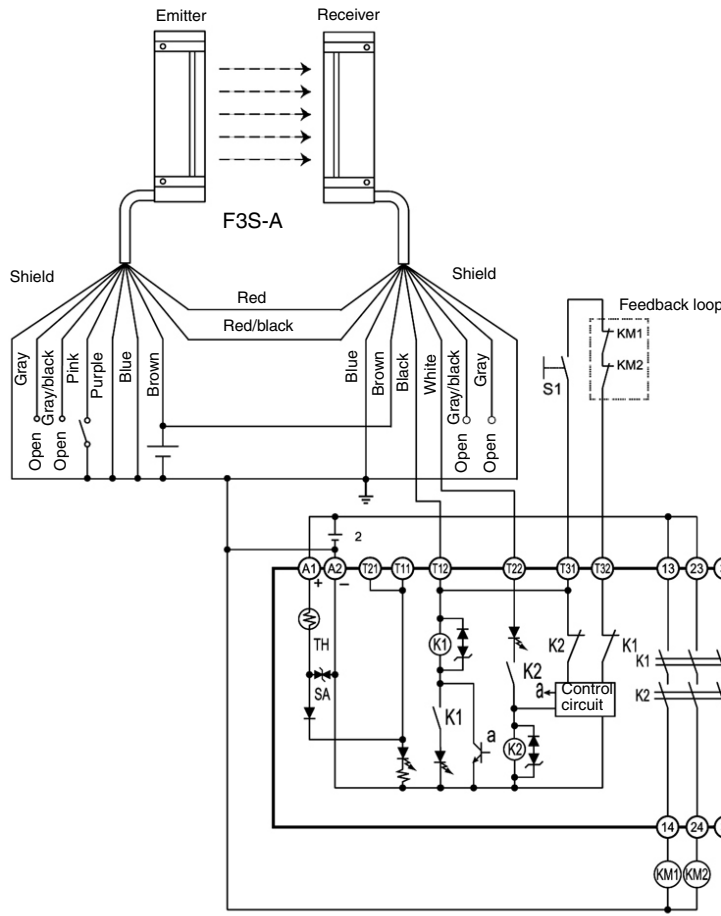 Emitter
Receiver
F3S-A
Shield
Shield
Red
Red/black
Gray
Gray/black
Pink
Purple
Blue
Brown
Blue
Brown
Black
White
Gray/black
Gray
Open
Open
Open
Open
Feedback loop
KM1
KM2
S1
2
A1
A2
T21
T11
T12
T22
T31
T32
13
23
+
−
TH
SA
K1
K1
a
K2
K2
K2
K1
a
Control
circuit
K1
K2
14
24
KM1
KM2